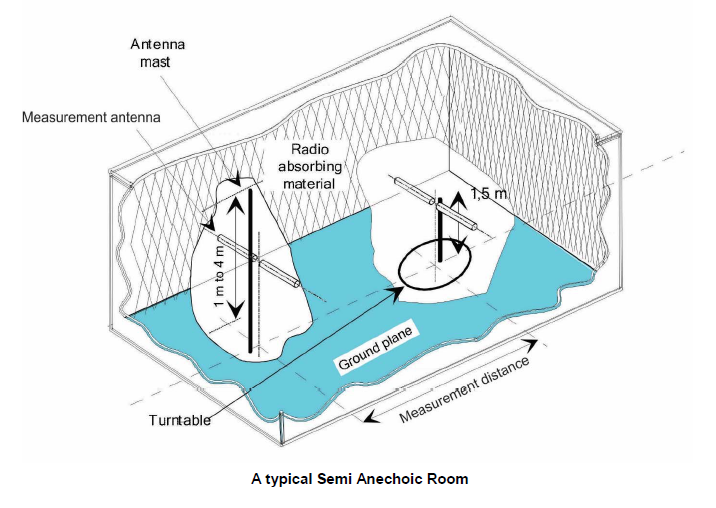 Antenna
mast
Measurement antenna
Radio
absorbing
material
1,5 m
1 m to 4 m
Ground plane
Measurement distance
Turntable
A typical Semi Anechoic Room